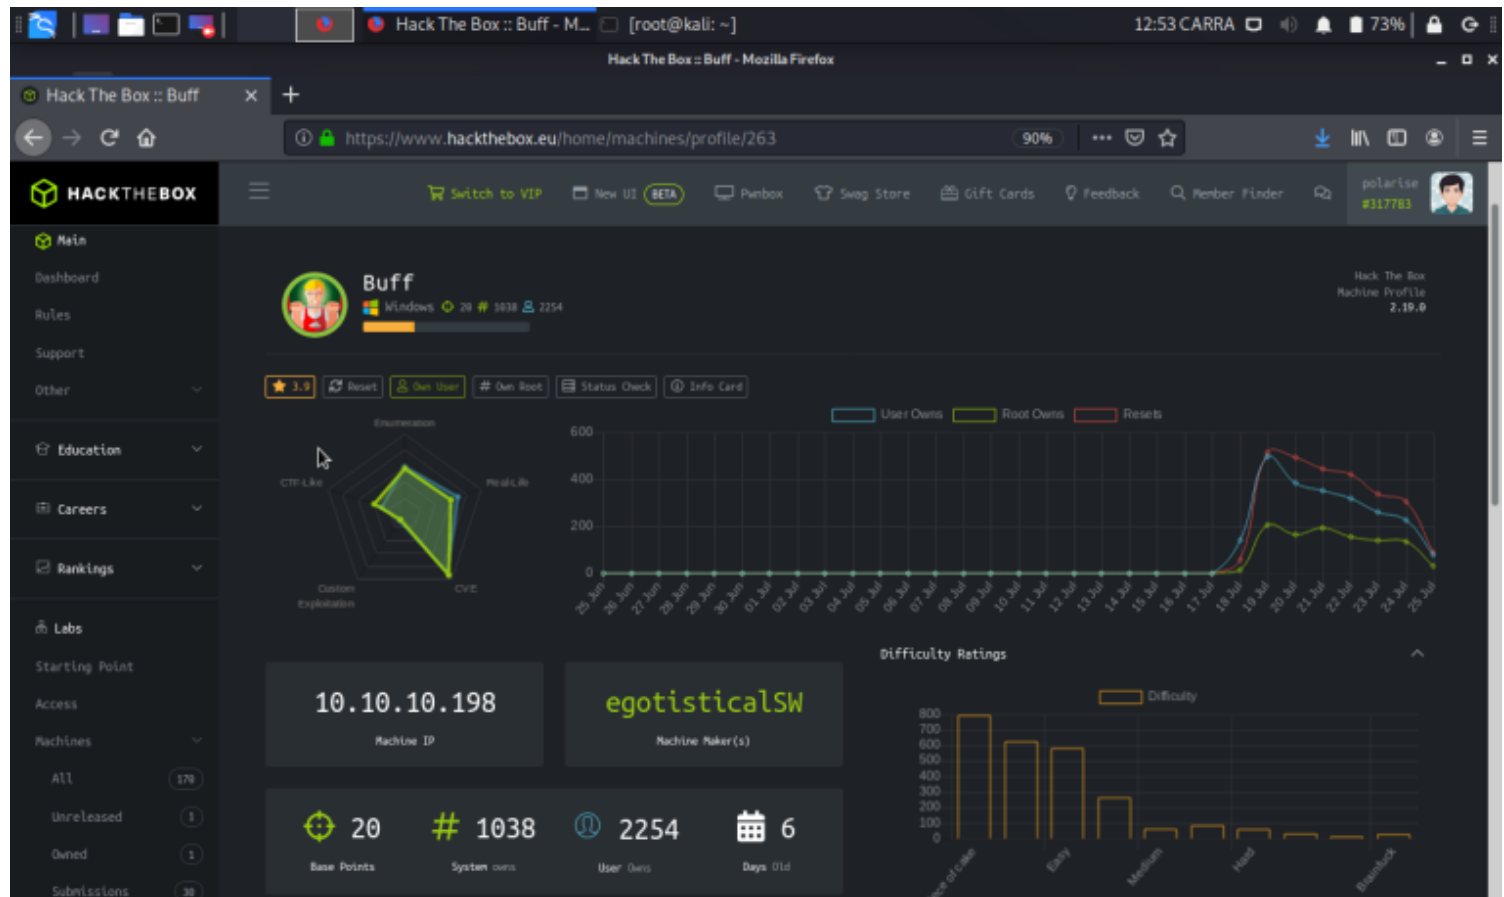 Hack The Box :: Buff - M...
[root@kali: ~]
12:53 CARRA
73%
Hack The Box :: Buff - Mozilla Firefox
Hack The Box :: Buff
https://www.hackthebox.eu/home/machines/profile/263
90%
HACKTHEBOX
Switch to VIP
New UI BETA
Pwnbox
Swag Store
Gift Cards
Feedback
Member Finder
polarise
#317783
Main
Dashboard
Rules
Support
Other
Education
Careers
Rankings
Labs
Starting Point
Access
Machines
All 170
Unreleased 1
Owned 1
Submissions 30
Buff
Windows 20 # 1038 2254
Hack The Box
Machine Profile
2.19.0
3.9
Reset
Own User
# Own Root
Status Check
Info Card
Enumeration
CTF-Like
Real-Life
Custom
Exploitation
CVE
User Owns
Root Owns
Resets
600
400
200
0
25 Jun
26 Jun
27 Jun
28 Jun
29 Jun
30 Jun
01 Jul
02 Jul
03 Jul
04 Jul
05 Jul
06 Jul
07 Jul
08 Jul
09 Jul
10 Jul
11 Jul
12 Jul
13 Jul
14 Jul
15 Jul
16 Jul
17 Jul
18 Jul
19 Jul
20 Jul
21 Jul
22 Jul
23 Jul
24 Jul
25 Jul
10.10.10.198
Machine IP
egotisticalSW
Machine Maker(s)
20
Base Points
# 1038
System owns
2254
User Owns
6
Days Old
Difficulty Ratings
Difficulty
800
700
600
500
400
300
200
100
0
ece of cake
Easy
Medium
Hard
Brainfuck